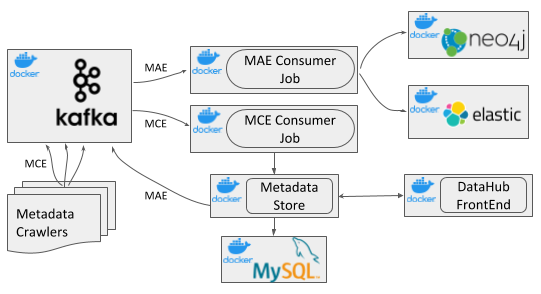 docker
kafka
MAE
MCE
docker
MAE Consumer
Job
docker
MCE Consumer
Job
docker
neo4j
docker
elastic
MCE
Metadata
Crawlers
MAE
docker
Metadata
Store
docker
DataHub
FrontEnd
docker
MySQL